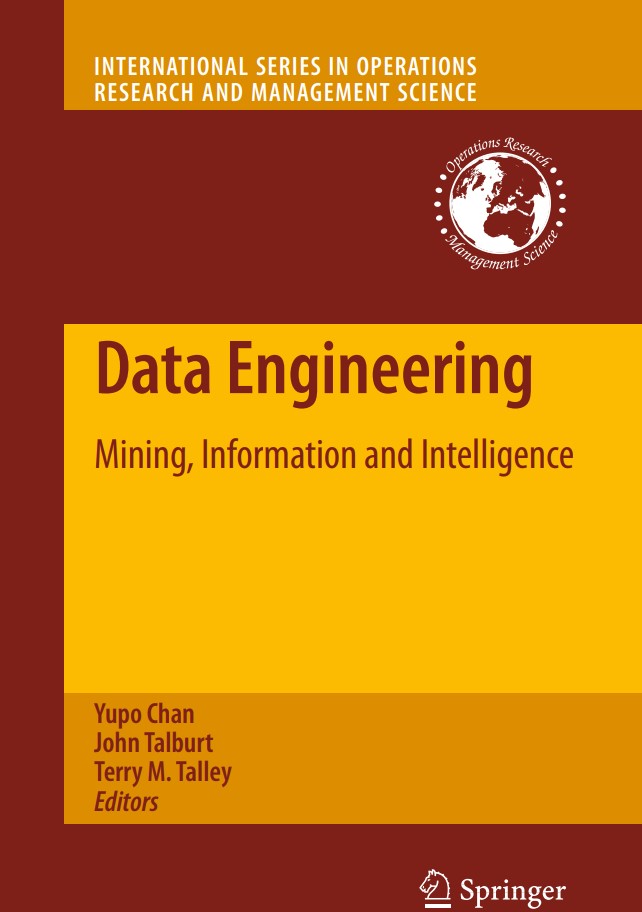 INTERNATIONAL SERIES IN OPERATIONS
RESEARCH AND MANAGEMENT SCIENCE
Operations Research
Management Science
Data Engineering
Mining, Information and Intelligence
Yupo Chan
John Talburt
Terry M. Talley
Editors
Springer